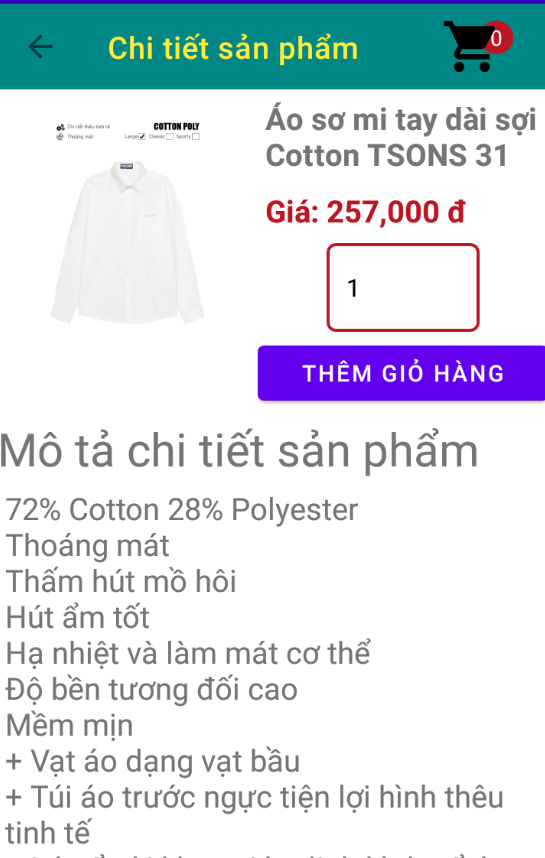 Chi tiết sản phẩm
0
Chi tiết thêu tinh tế
COTTON POLY
Thoáng mát
Large Classic Sporty
Áo sơ mi tay dài sợi
Cotton TSONS 31
Giá: 257,000 đ
1
THÊM GIỎ HÀNG
Mô tả chi tiết sản phẩm
72% Cotton 28% Polyester
Thoáng mát
Thấm hút mồ hôi
Hút ẩm tốt
Hạ nhiệt và làm mát cơ thể
Độ bền tương đối cao
Mềm mịn
+ Vạt áo dạng vạt bầu
+ Túi áo trước ngực tiện lợi hình thêu
tinh tế